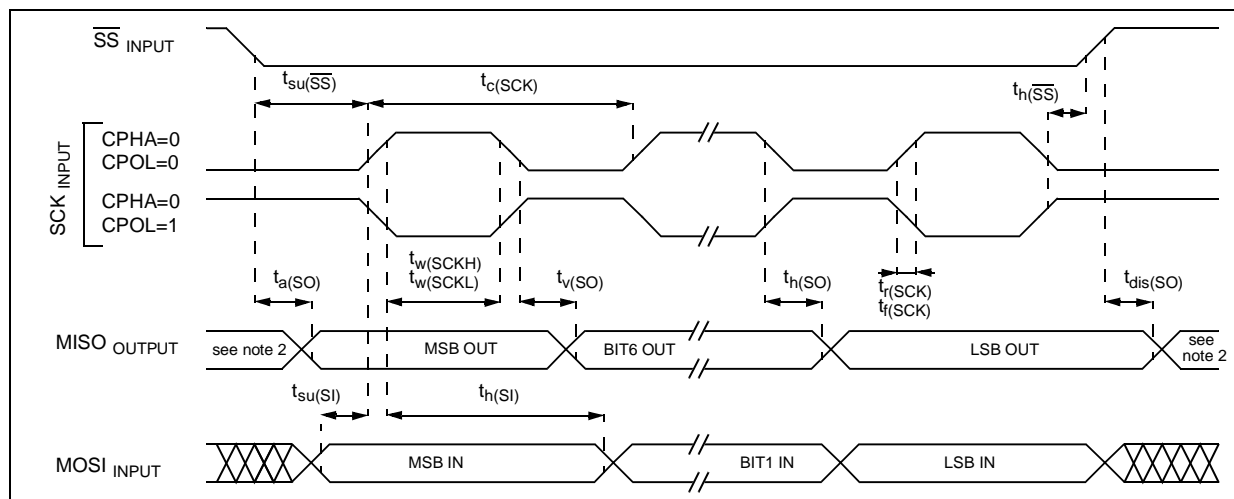 SS INPUT
tsu(SS)
tc(SCK)
th(SS)
SCK INPUT
CPHA=0
CPOL=0
CPHA=0
CPOL=1
ta(SO)
tw(SCKH)
tw(SCKL)
tv(SO)
th(SO)
tr(SCK)
tf(SCK)
tdis(SO)
MISO OUTPUT
see note 2
MSB OUT
BIT6 OUT
LSB OUT
see
note 2
tsu(SI)
th(SI)
MOSI INPUT
MSB IN
BIT1 IN
LSB IN